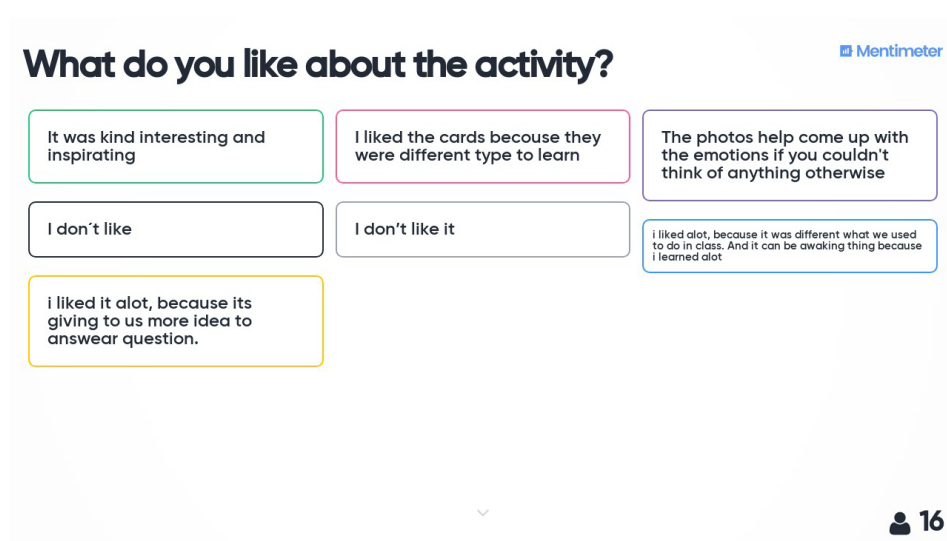 What do you like about the activity?
Mentimeter
It was kind interesting and
inspirating
I liked the cards becouse they
were different type to learn
The photos help come up with
the emotions if you couldn't
think of anything otherwise
I don´t like
I don’t like it
i liked alot, because it was different what we used
to do in class. And it can be awaking thing because
i learned alot
i liked it alot, because its
giving to us more idea to
answear question.
16